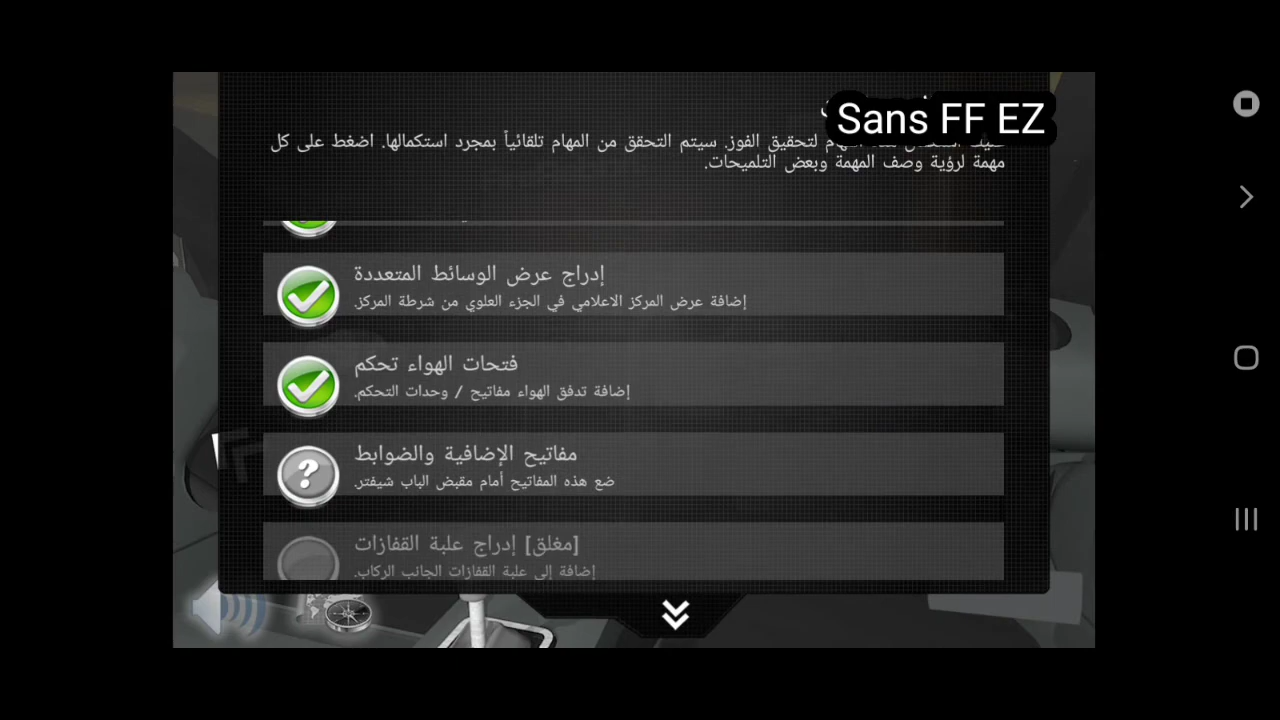 Sans FF EZ
لتحقيق الفوز. سيتم التحقق من المهام تلقائياً بمجرد استكمالها. اضغط على كل
مهمة لرؤية وصف المهمة وبعض التلميحات.
إدراج عرض الوسائط المتعددة
إضافة عرض المركز الاعلامي في الجزء العلوي من شرطة المركز.
فتحات الهواء تحكم
إضافة تدفق الهواء مفاتيح / وحدات التحكم.
مفاتيح الإضافية والضوابط
ضع هذه المفاتيح أمام مقبض الباب شيفتر.
[مغلق] إدراج علبة القفازات
إضافة إلى علبة القفازات الجانب الركاب.